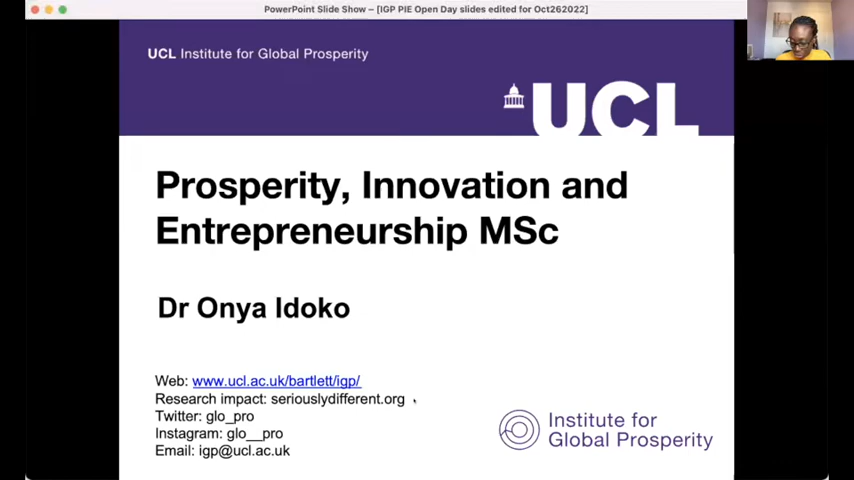 PowerPoint Slide Show – [IGP PIE Open Day slides edited for Oct262022]
UCL Institute for Global Prosperity
UCL
Prosperity, Innovation and
Entrepreneurship MSc
Dr Onya Idoko
Web: www.ucl.ac.uk/bartlett/igp/
Research impact: seriouslydifferent.org
Twitter: glo_pro
Instagram: glo__pro
Email: igp@ucl.ac.uk
Institute for
Global Prosperity